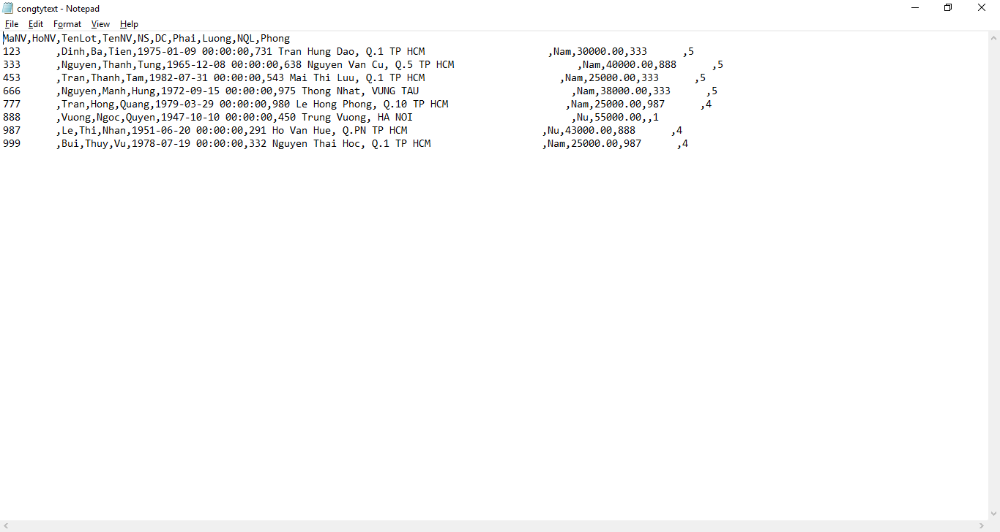 congtytext - Notepad
File Edit Format View Help
MaNV,HoNV,TenLot,TenNV,NS,DC,Phai,Luong,NQL,Phong
123      ,Dinh,Ba,Tien,1975-01-09 00:00:00,731 Tran Hung Dao, Q.1 TP HCM                     ,Nam,30000.00,333      ,5
333      ,Nguyen,Thanh,Tung,1965-12-08 00:00:00,638 Nguyen Van Cu, Q.5 TP HCM                     ,Nam,40000.00,888      ,5
453      ,Tran,Thanh,Tam,1982-07-31 00:00:00,543 Mai Thi Luu, Q.1 TP HCM                       ,Nam,25000.00,333      ,5
666      ,Nguyen,Manh,Hung,1972-09-15 00:00:00,975 Thong Nhat, VUNG TAU                          ,Nam,38000.00,333      ,5
777      ,Tran,Hong,Quang,1979-03-29 00:00:00,980 Le Hong Phong, Q.10 TP HCM                    ,Nam,25000.00,987      ,4
888      ,Vuong,Ngoc,Quyen,1947-10-10 00:00:00,450 Trung Vuong, HA NOI                           ,Nu,55000.00,,1
987      ,Le,Thi,Nhan,1951-06-20 00:00:00,291 Ho Van Hue, Q.PN TP HCM                       ,Nu,43000.00,888      ,4
999      ,Bui,Thuy,Vu,1978-07-19 00:00:00,332 Nguyen Thai Hoc, Q.1 TP HCM                   ,Nam,25000.00,987      ,4